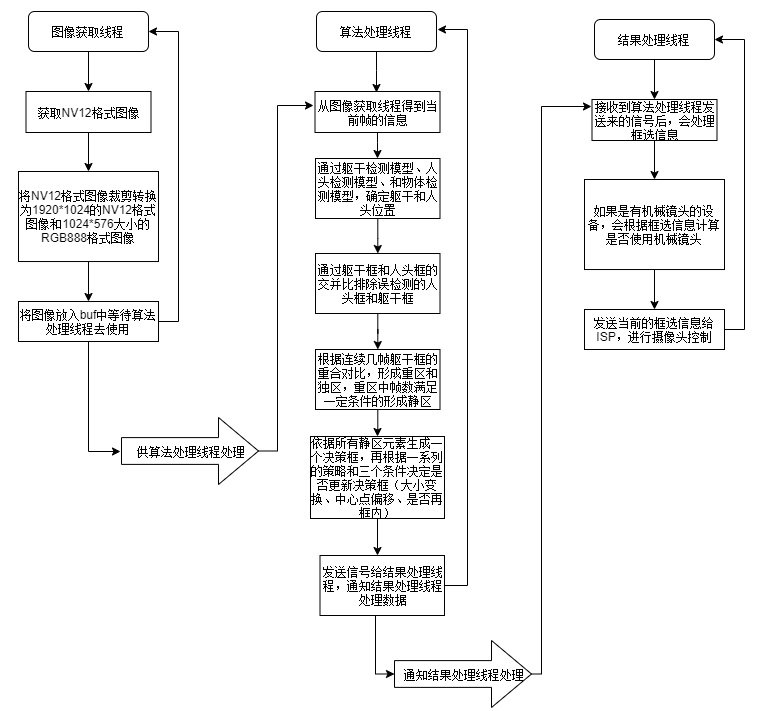 图像获取线程
获取NV12格式图像
将NV12格式图像裁剪转换
为1920*1024的NV12格式
图像和1024*576大小的
RGB888格式图像
将图像放入buf中等待算法
处理线程去使用
供算法处理线程处理
算法处理线程
从图像获取线程得到当
前帧的信息
通过躯干检测模型、人
头检测模型、和物体检
测模型，确定躯干和人
头位置
通过躯干框和人头框的
交并比排除误检测的人
头框和躯干框
根据连续几帧躯干框的
重合对比，形成重区和
独区，重区中帧数满足
一定条件的形成静区
依据所有静区元素生成一
个决策框，再根据一系列
的策略和三个条件决定是
否更新决策框（大小变
换、中心点偏移、是否再
框内）
发送信号给结果处理线
程，通知结果处理线程
处理数据
通知结果处理线程处理
结果处理线程
接收到算法处理线程发
送来的信号后，会处理
框选信息
如果是有机械镜头的设
备，会根据框选信息计算
是否使用机械镜头
发送当前的框选信息给
ISP，进行摄像头控制